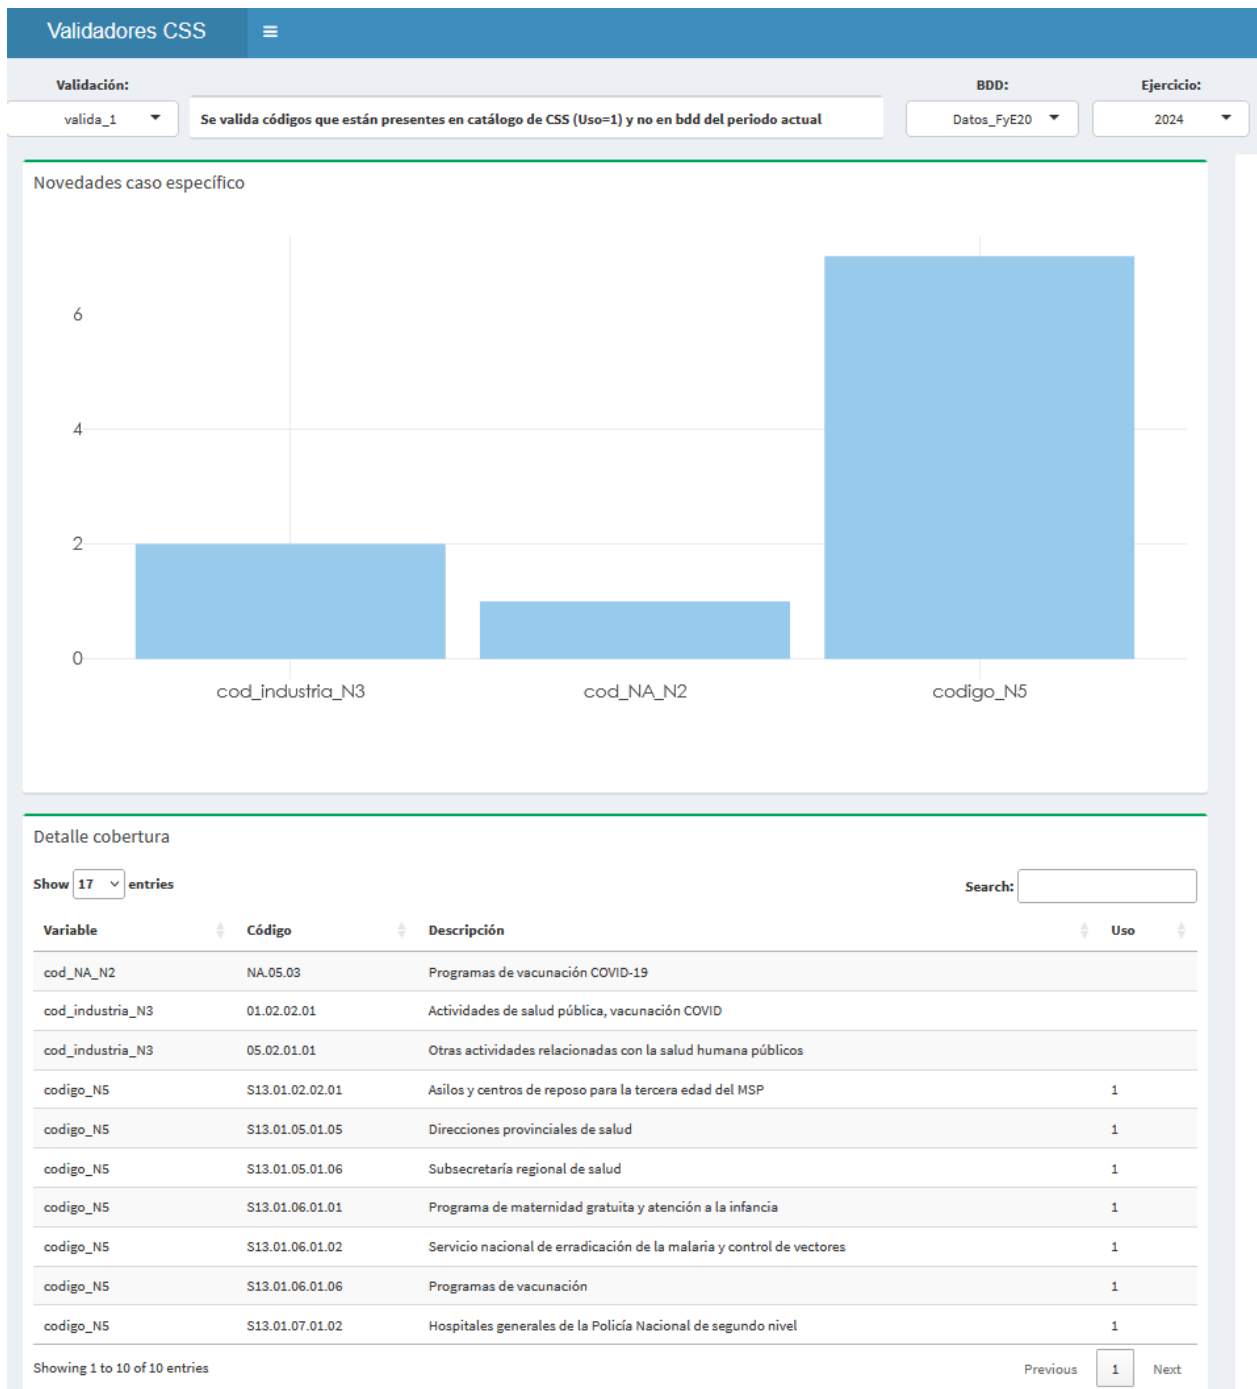 Validadores CSS
Validación: BDD: Ejercicio:
valida_1 Se valida códigos que están presentes en catálogo de CSS (Uso=1) y no en bdd del periodo actual Datos_FyE20 2024
Novedades caso específico
6
4
2
0
cod_industria_N3 cod_NA_N2 codigo_N5
Detalle cobertura
Show 17 entries Search:
Variable Código Descripción Uso
cod_NA_N2 NA.05.03 Programas de vacunación COVID-19
cod_industria_N3 01.02.02.01 Actividades de salud pública, vacunación COVID
cod_industria_N3 05.02.01.01 Otras actividades relacionadas con la salud humana públicos
codigo_N5 S13.01.02.02.01 Asilos y centros de reposo para la tercera edad del MSP 1
codigo_N5 S13.01.05.01.05 Direcciones provinciales de salud 1
codigo_N5 S13.01.05.01.06 Subsecretaría regional de salud 1
codigo_N5 S13.01.06.01.01 Programa de maternidad gratuita y atención a la infancia 1
codigo_N5 S13.01.06.01.02 Servicio nacional de erradicación de la malaria y control de vectores 1
codigo_N5 S13.01.06.01.06 Programas de vacunación 1
codigo_N5 S13.01.07.01.02 Hospitales generales de la Policía Nacional de segundo nivel 1
Showing 1 to 10 of 10 entries Previous 1 Next